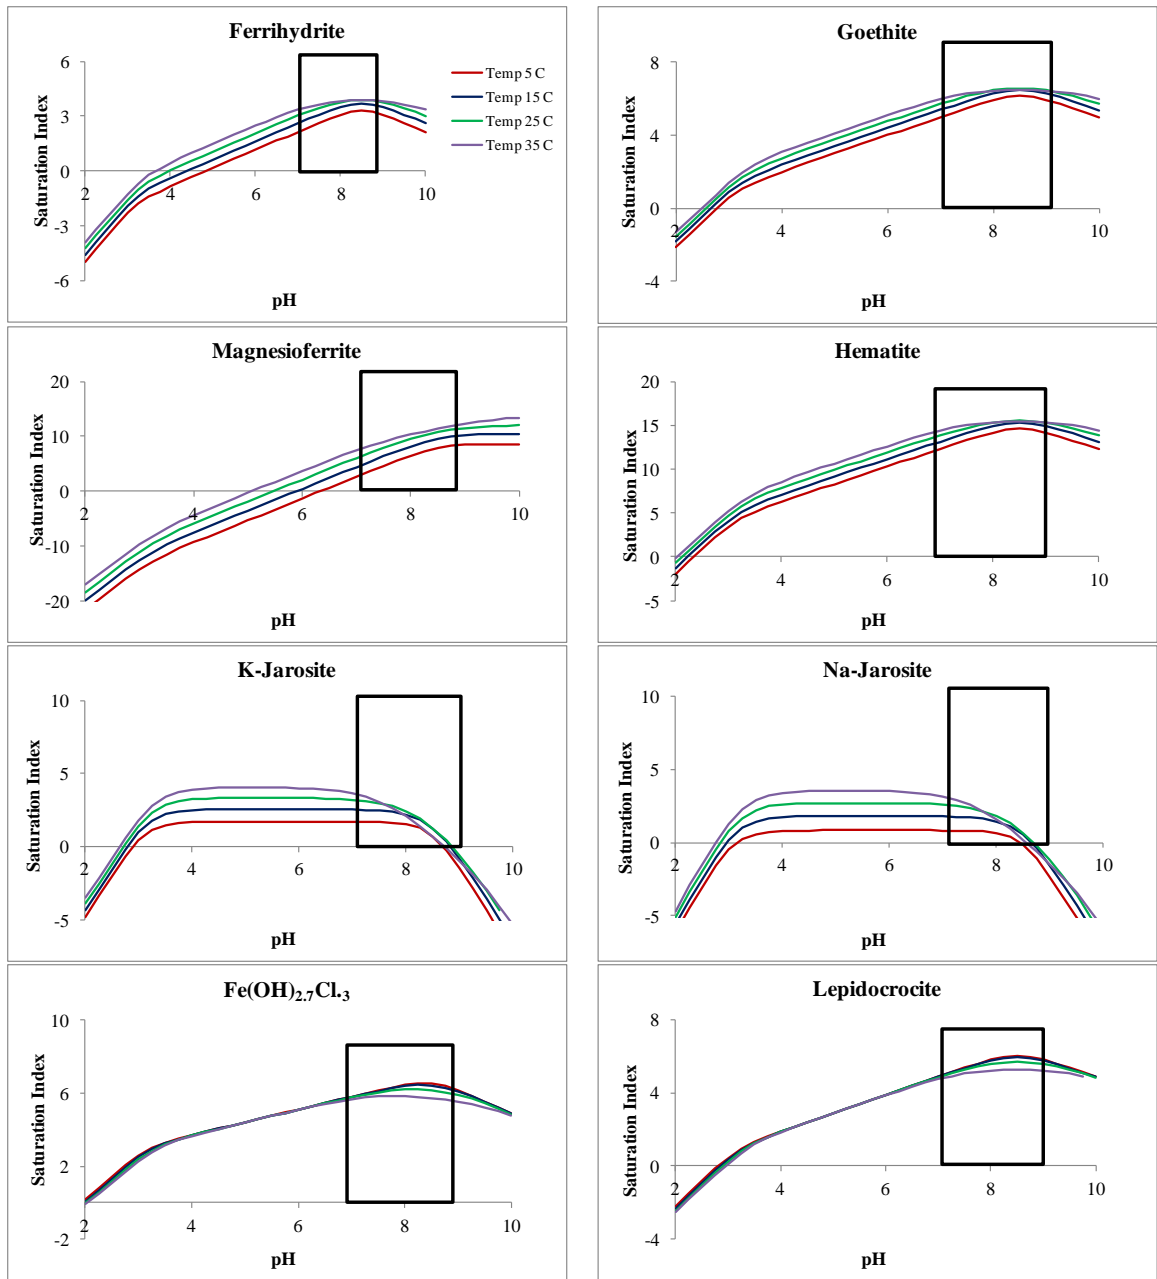 Ferrihydrite
6
3
0
-3
-6
2
4
6
8
10
Saturation Index
pH
Temp 5 C
Temp 15 C
Temp 25 C
Temp 35 C
Goethite
8
4
0
-4
2
4
6
8
10
Saturation Index
pH
Magnesioferrite
20
10
0
-10
-20
2
4
6
8
10
Saturation Index
pH
Hematite
20
15
10
5
0
-5
2
4
6
8
10
Saturation Index
pH
K-Jarosite
10
5
0
-5
2
4
6
8
10
Saturation Index
pH
Na-Jarosite
10
5
0
-5
2
4
6
8
10
Saturation Index
pH
Fe(OH)₂.₇Cl.₃
10
6
2
-2
2
4
6
8
10
Saturation Index
pH
Lepidocrocite
8
4
0
-4
2
4
6
8
10
Saturation Index
pH